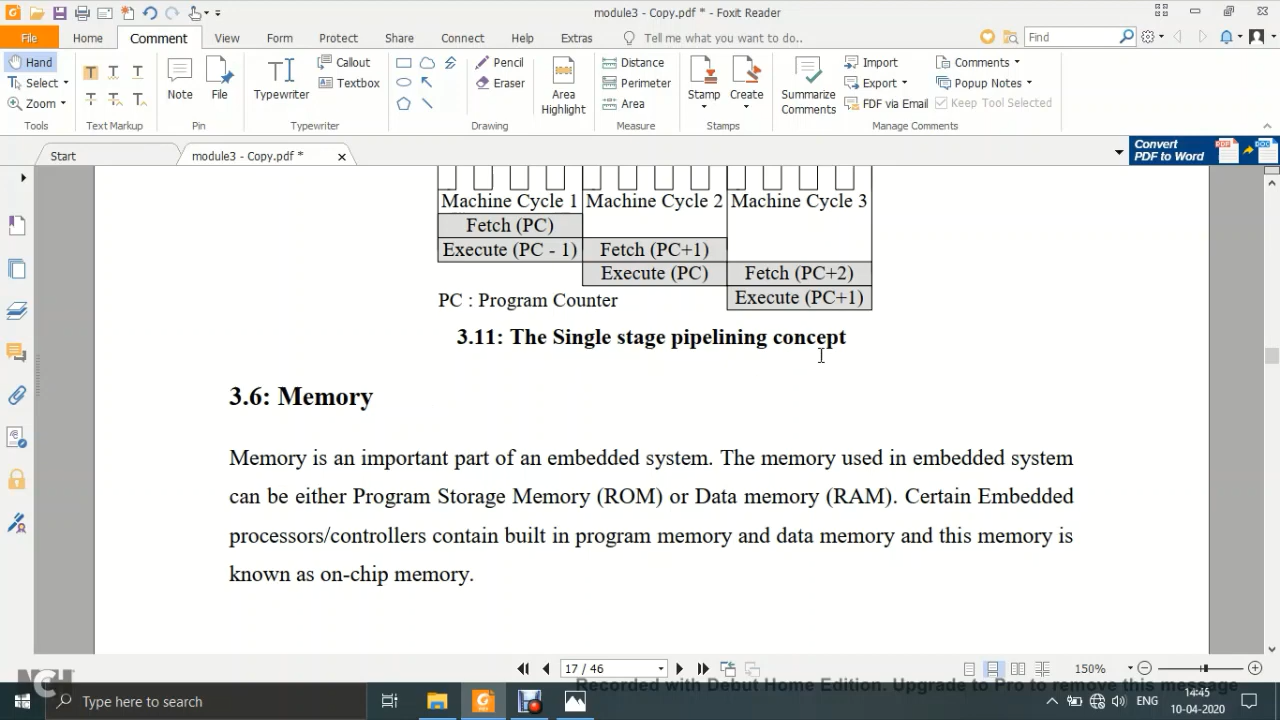 module3 - Copy.pdf * - Foxit Reader
File Home Comment View Form Protect Share Connect Help Extras Tell me what you want to do.. Find
Hand
Select
Zoom
Tools
T T T
T T T
Text Markup
Note
File
Pin
Typewriter
Callout
Textbox
Typewriter
Pencil
Eraser
Area
Highlight
Drawing
Distance
Perimeter
Area
Measure
Stamp
Create
Stamps
Summarize
Comments
Import
Export
FDF via Email
Comments
Popup Notes
Keep Tool Selected
Manage Comments
Start
module3 - Copy.pdf *
Convert
PDF to Word
Machine Cycle 1 Machine Cycle 2 Machine Cycle 3
Fetch (PC)
Execute (PC - 1) Fetch (PC+1)
Execute (PC) Fetch (PC+2)
PC : Program Counter Execute (PC+1)
3.11: The Single stage pipelining concept
3.6: Memory
Memory is an important part of an embedded system. The memory used in embedded system
can be either Program Storage Memory (ROM) or Data memory (RAM). Certain Embedded
processors/controllers contain built in program memory and data memory and this memory is
known as on-chip memory.
17 / 46
150%
NCH
Recorded with Debut Home Edition. Upgrade to Pro to remove this message
Type here to search
ENG
14:45
10-04-2020